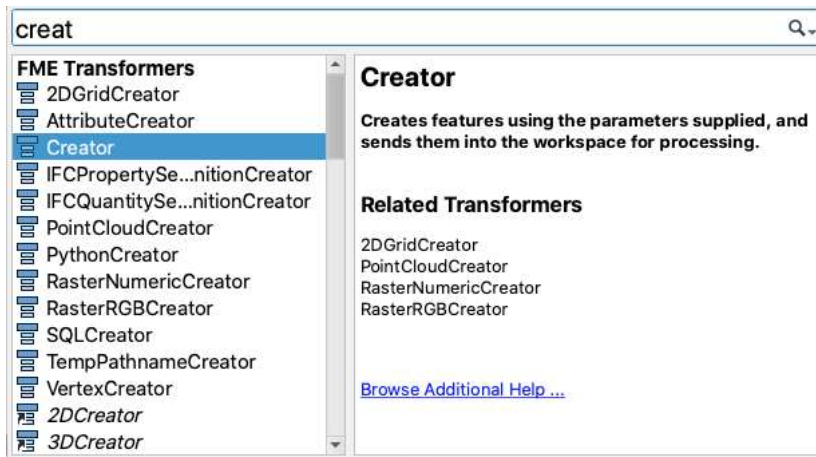 creat
FME Transformers
2DGridCreator
AttributeCreator
Creator
IFCPropertySe...nitionCreator
IFCQuantitySe...nitionCreator
PointCloudCreator
PythonCreator
RasterNumericCreator
RasterRGBCreator
SQLCreator
TempPathnameCreator
VertexCreator
2DCreator
3DCreator
Creator
Creates features using the parameters supplied, and
sends them into the workspace for processing.
Related Transformers
2DGridCreator
PointCloudCreator
RasterNumericCreator
RasterRGBCreator
Browse Additional Help ...